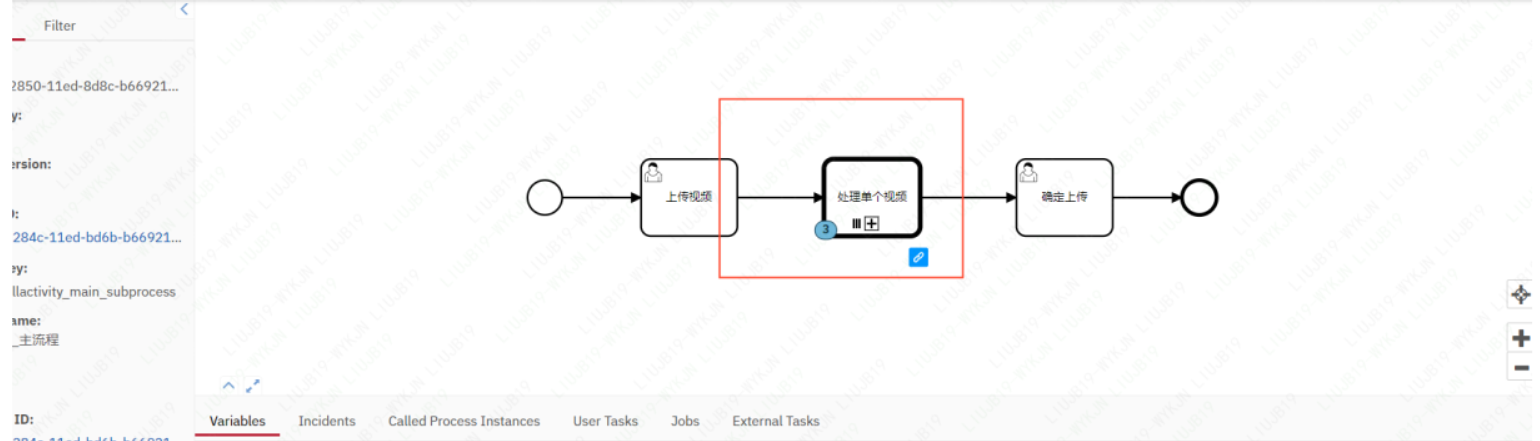 Filter
2850-11ed-8d8c-b66921...
y:
ersion:
):
284c-11ed-bd6b-b66921...
ey:
llactivity_main_subprocess
ame:
_主流程
ID:
上传视频
处理单个视频
3
确定上传
Variables
Incidents
Called Process Instances
User Tasks
Jobs
External Tasks